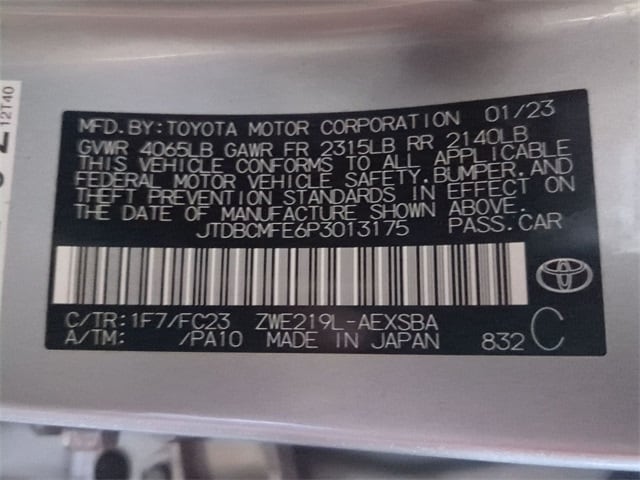 MFD.BY:TOYOTA MOTOR CORPORATION 01/23
GVWR 4065LB GAWR FR 2315LB RR 2140LB
THIS VEHICLE CONFORMS TO ALL APPLICABLE
FEDERAL MOTOR VEHICLE SAFETY,BUMPER,AND
THEFT PREVENTION STANDARDS IN EFFECT ON
THE DATE OF MANUFACTURE SHOWN ABOVE.
JTDBCMFE6P3013175 PASS.CAR
C/TR:1F7/FC23 ZWE219L-AEXSBA
A/TM: /PA10 MADE IN JAPAN 832 C
12T40